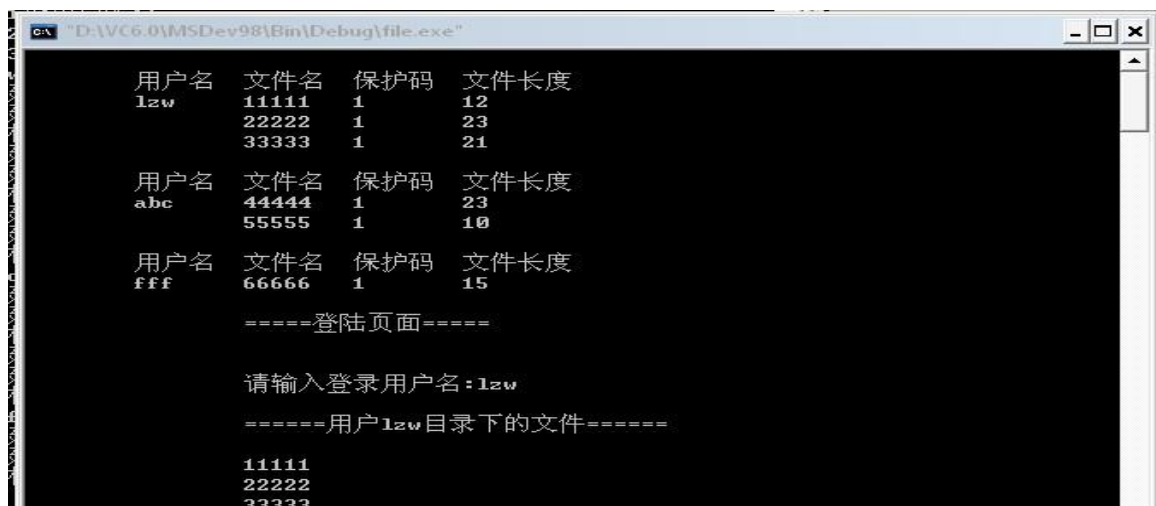 "D:\VC6.0\MSDev98\Bin\Debug\file.exe"
用户名 文件名 保护码 文件长度
lzw 11111 1 12
22222 1 23
33333 1 21
用户名 文件名 保护码 文件长度
abc 44444 1 23
55555 1 10
用户名 文件名 保护码 文件长度
fff 66666 1 15
=====登陆页面=====
请输入登录用户名:lzw
======用户lzw目录下的文件======
11111
22222
33333